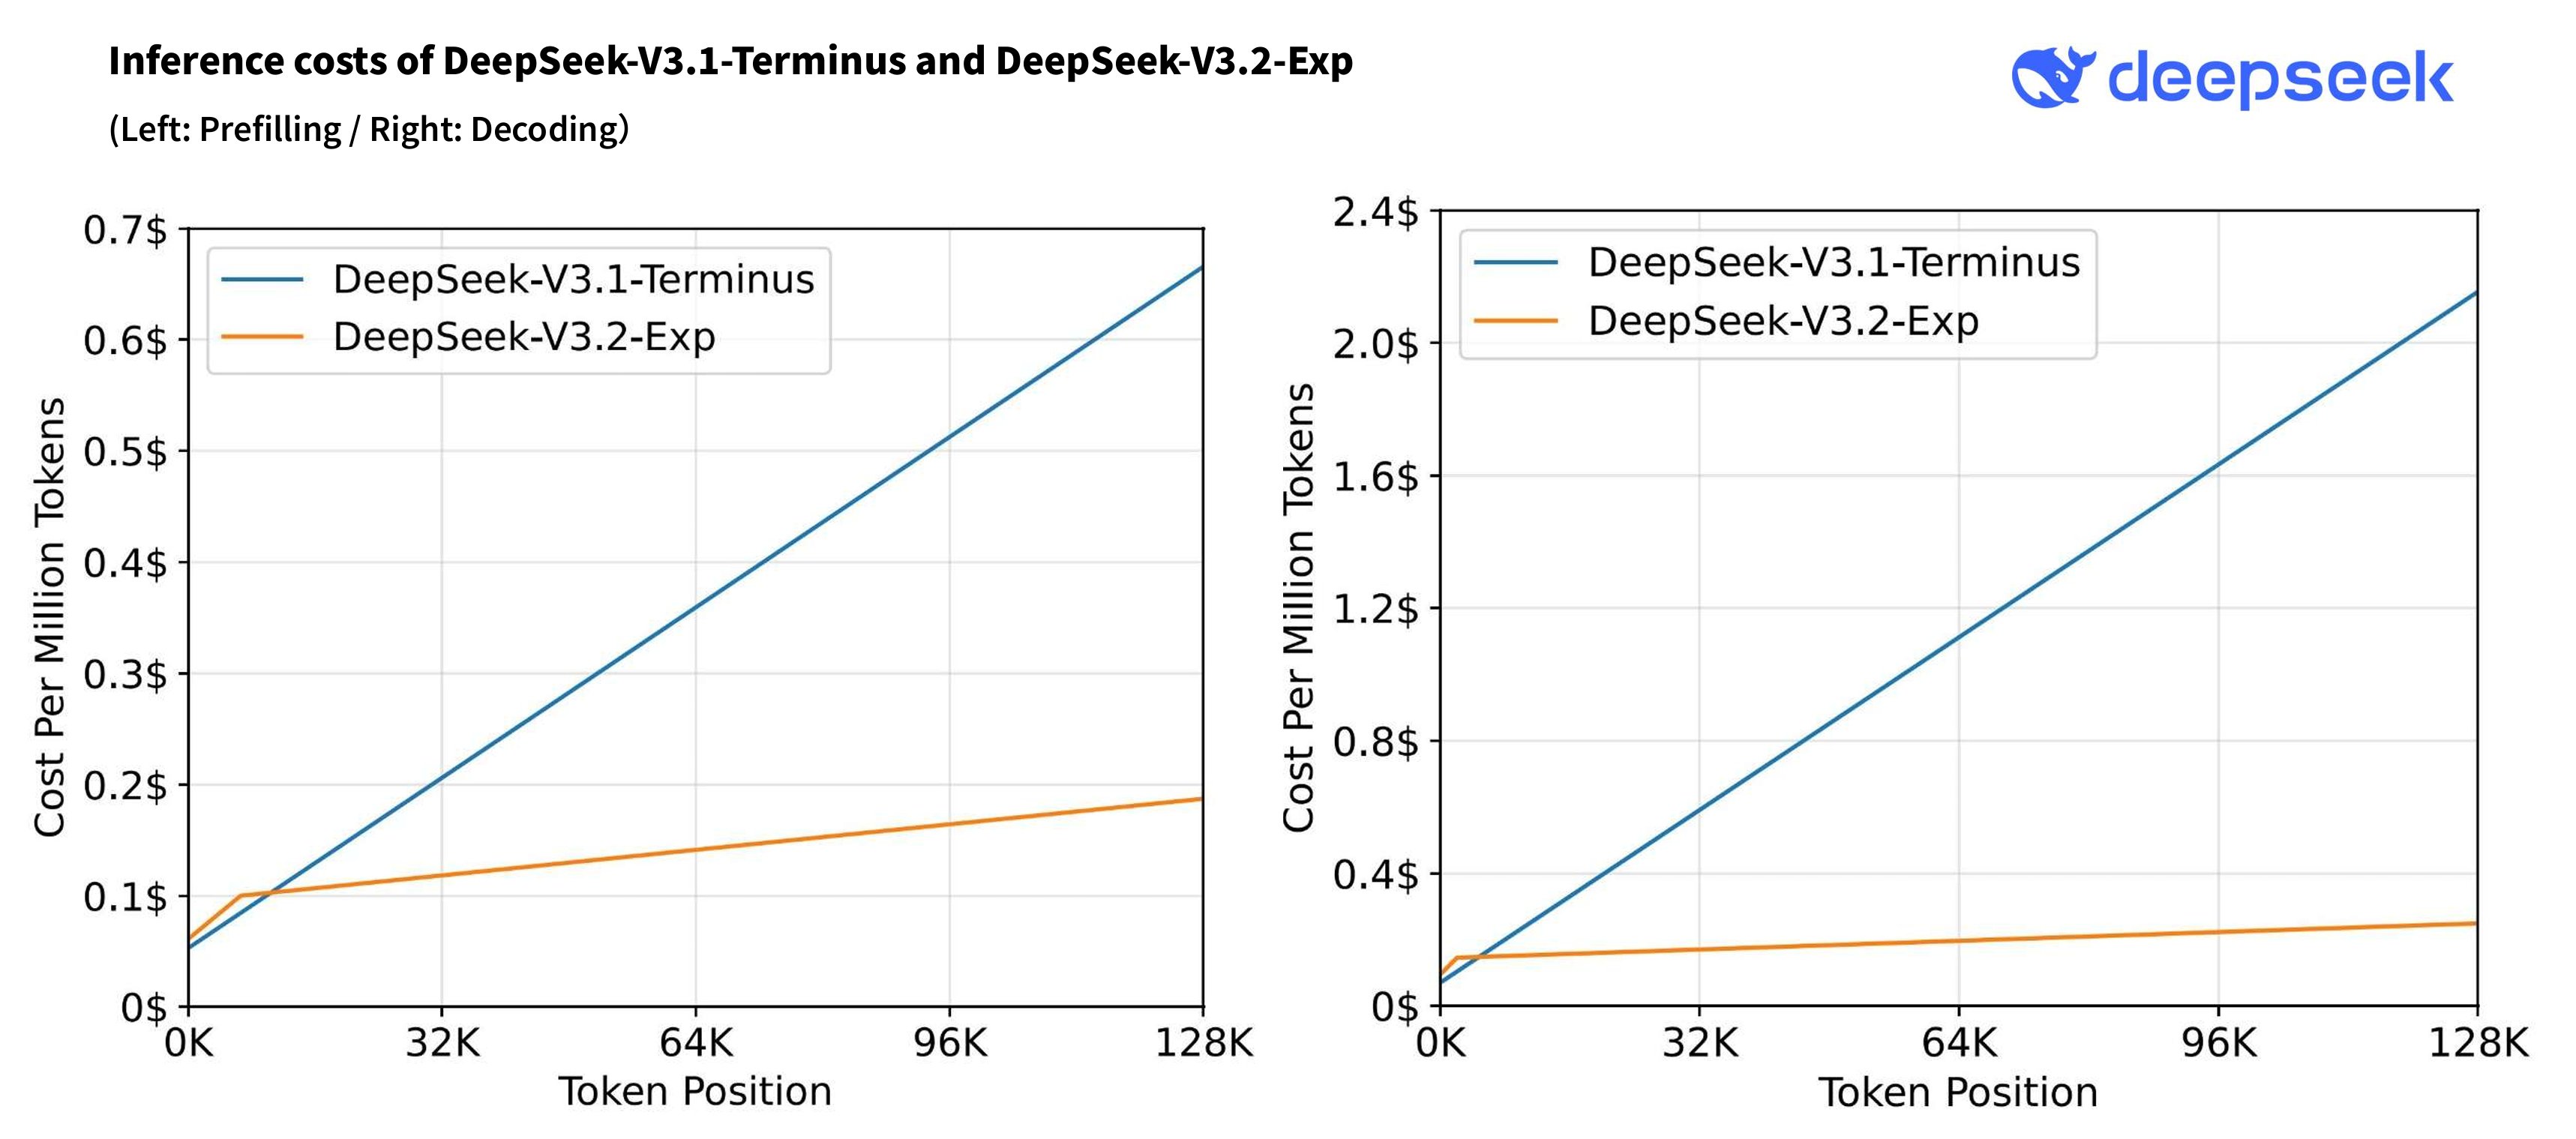 Inference costs of DeepSeek-V3.1-Terminus and DeepSeek-V3.2-Exp
(Left: Prefilling / Right: Decoding）
deepseek
0.7$
0.6$
0.5$
0.4$
0.3$
0.2$
0.1$
0$
Cost Per Million Tokens
DeepSeek-V3.1-Terminus
DeepSeek-V3.2-Exp
0K 32K 64K 96K 128K
Token Position
2.4$
2.0$
1.6$
1.2$
0.8$
0.4$
0$
Cost Per Million Tokens
DeepSeek-V3.1-Terminus
DeepSeek-V3.2-Exp
0K 32K 64K 96K 128K
Token Position